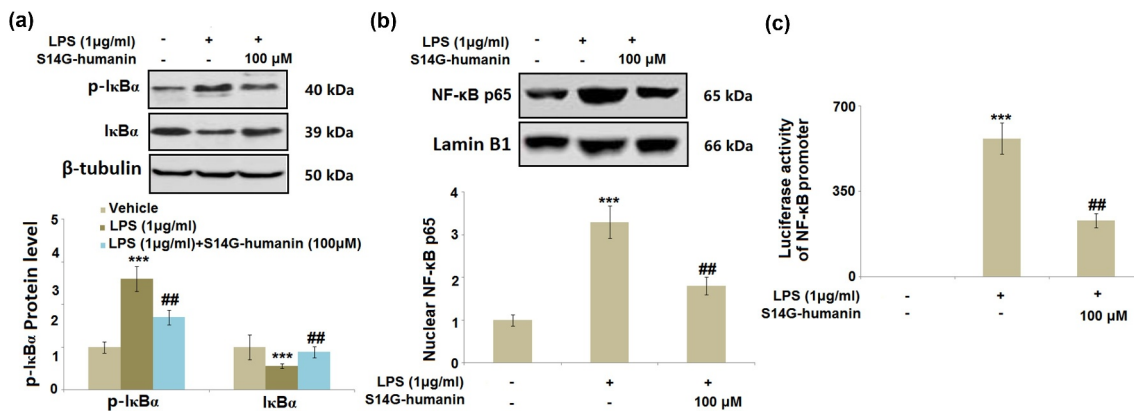 (a)
LPS (1μg/ml) - + +
S14G-humanin - - 100 μM
p-IκBα 40 kDa
IκBα 39 kDa
β-tubulin 50 kDa
Vehicle
LPS (1μg/ml)
LPS (1μg/ml)+S14G-humanin (100μM)
p-IκBα Protein level
5
4
3
2
1
0
***
##
***
##
p-IκBα IκBα
(b)
LPS (1μg/ml) - + +
S14G-humanin - - 100 μM
NF-κB p65 65 kDa
Lamin B1 66 kDa
Nuclear NF-κB p65
4
3
2
1
0
***
##
LPS (1μg/ml) - + +
S14G-humanin - - 100 μM
(c)
Luciferase activity
of NF-κB promoter
700
350
0
***
##
LPS (1μg/ml) - + +
S14G-humanin - - 100 μM